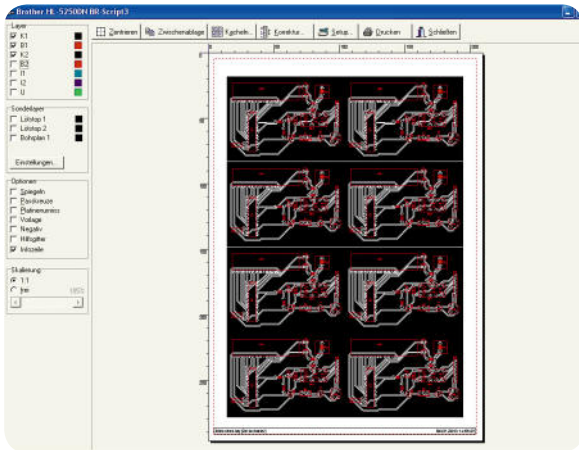 - Brother HL-5250DN BR-Script3
Layer
K1
B1
K2
B2
I1
I2
U
Zentrieren
Zwischenablage
Kacheln...
Korrektur...
Setup...
Drucken
Schließen
Sonderlayer
Lötstop 1
Lötstop 2
Bohrplan 1
Einstellungen...
Optionen
Spiegeln
Passkreuze
Platinenumriss
Vorlage
Negativ
Hilfsgitter
Infozeile
Skalierung
1:1
frei